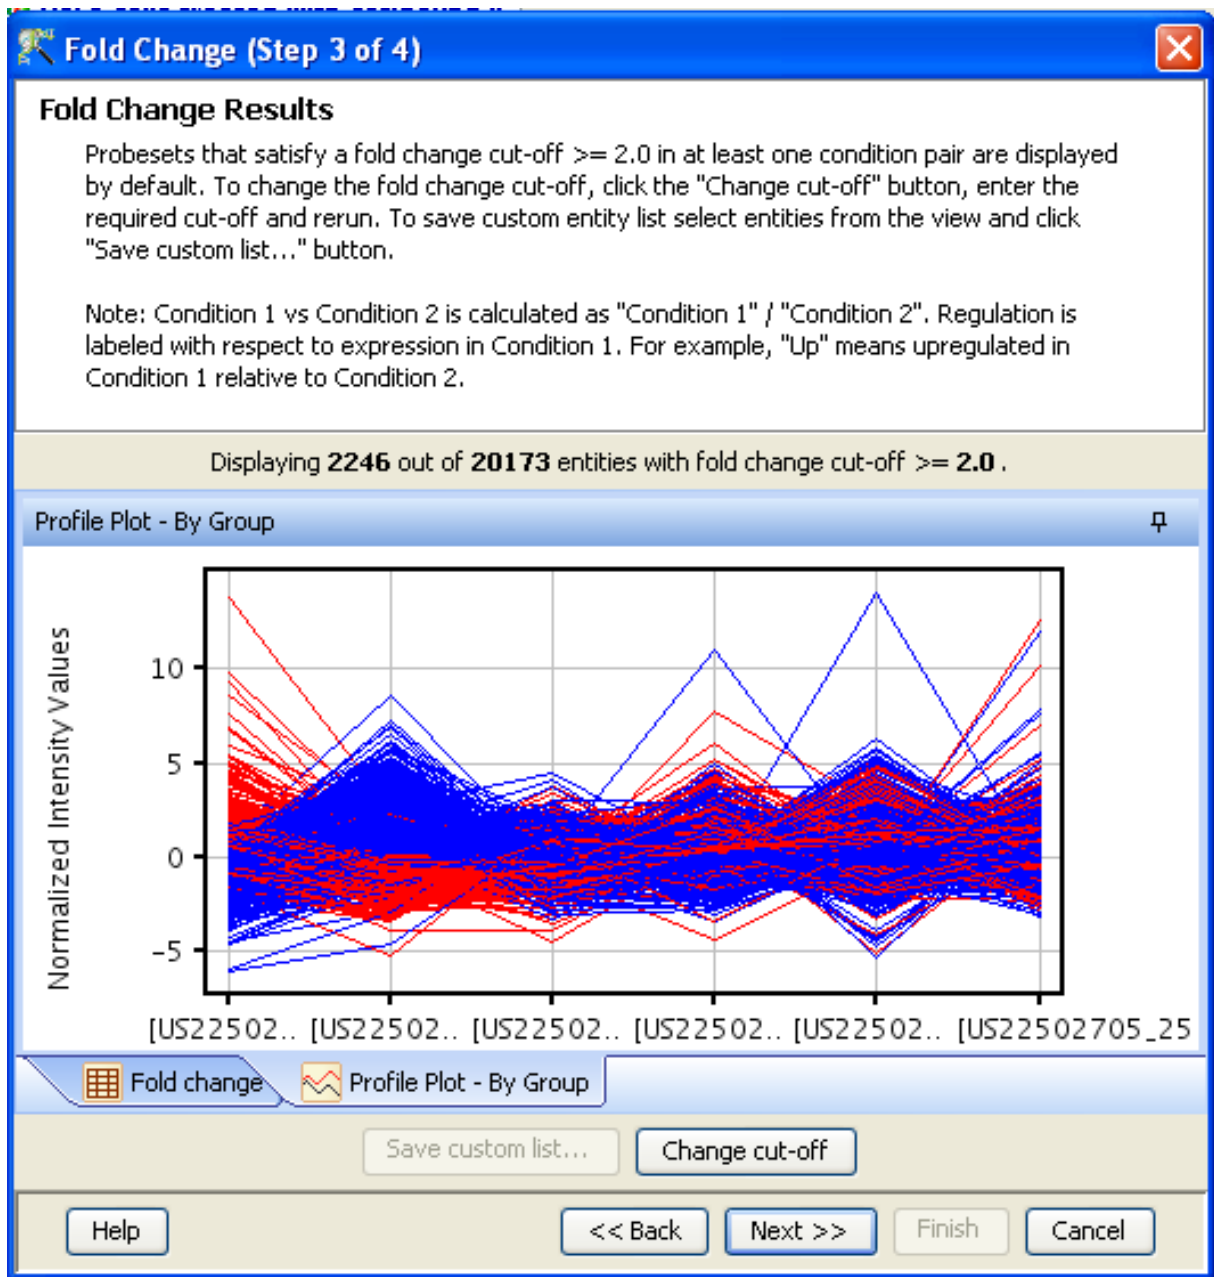 Fold Change (Step 3 of 4)
Fold Change Results
Probesets that satisfy a fold change cut-off >= 2.0 in at least one condition pair are displayed
by default. To change the fold change cut-off, click the "Change cut-off" button, enter the
required cut-off and rerun. To save custom entity list select entities from the view and click
"Save custom list..." button.
Note: Condition 1 vs Condition 2 is calculated as "Condition 1" / "Condition 2". Regulation is
labeled with respect to expression in Condition 1. For example, "Up" means upregulated in
Condition 1 relative to Condition 2.
Displaying 2246 out of 20173 entities with fold change cut-off >= 2.0 .
Profile Plot - By Group
Normalized Intensity Values
10
5
0
-5
[US22502.. [US22502.. [US22502.. [US22502.. [US22502.. [US22502705_25
Fold change Profile Plot - By Group
Save custom list... Change cut-off
Help << Back Next >> Finish Cancel